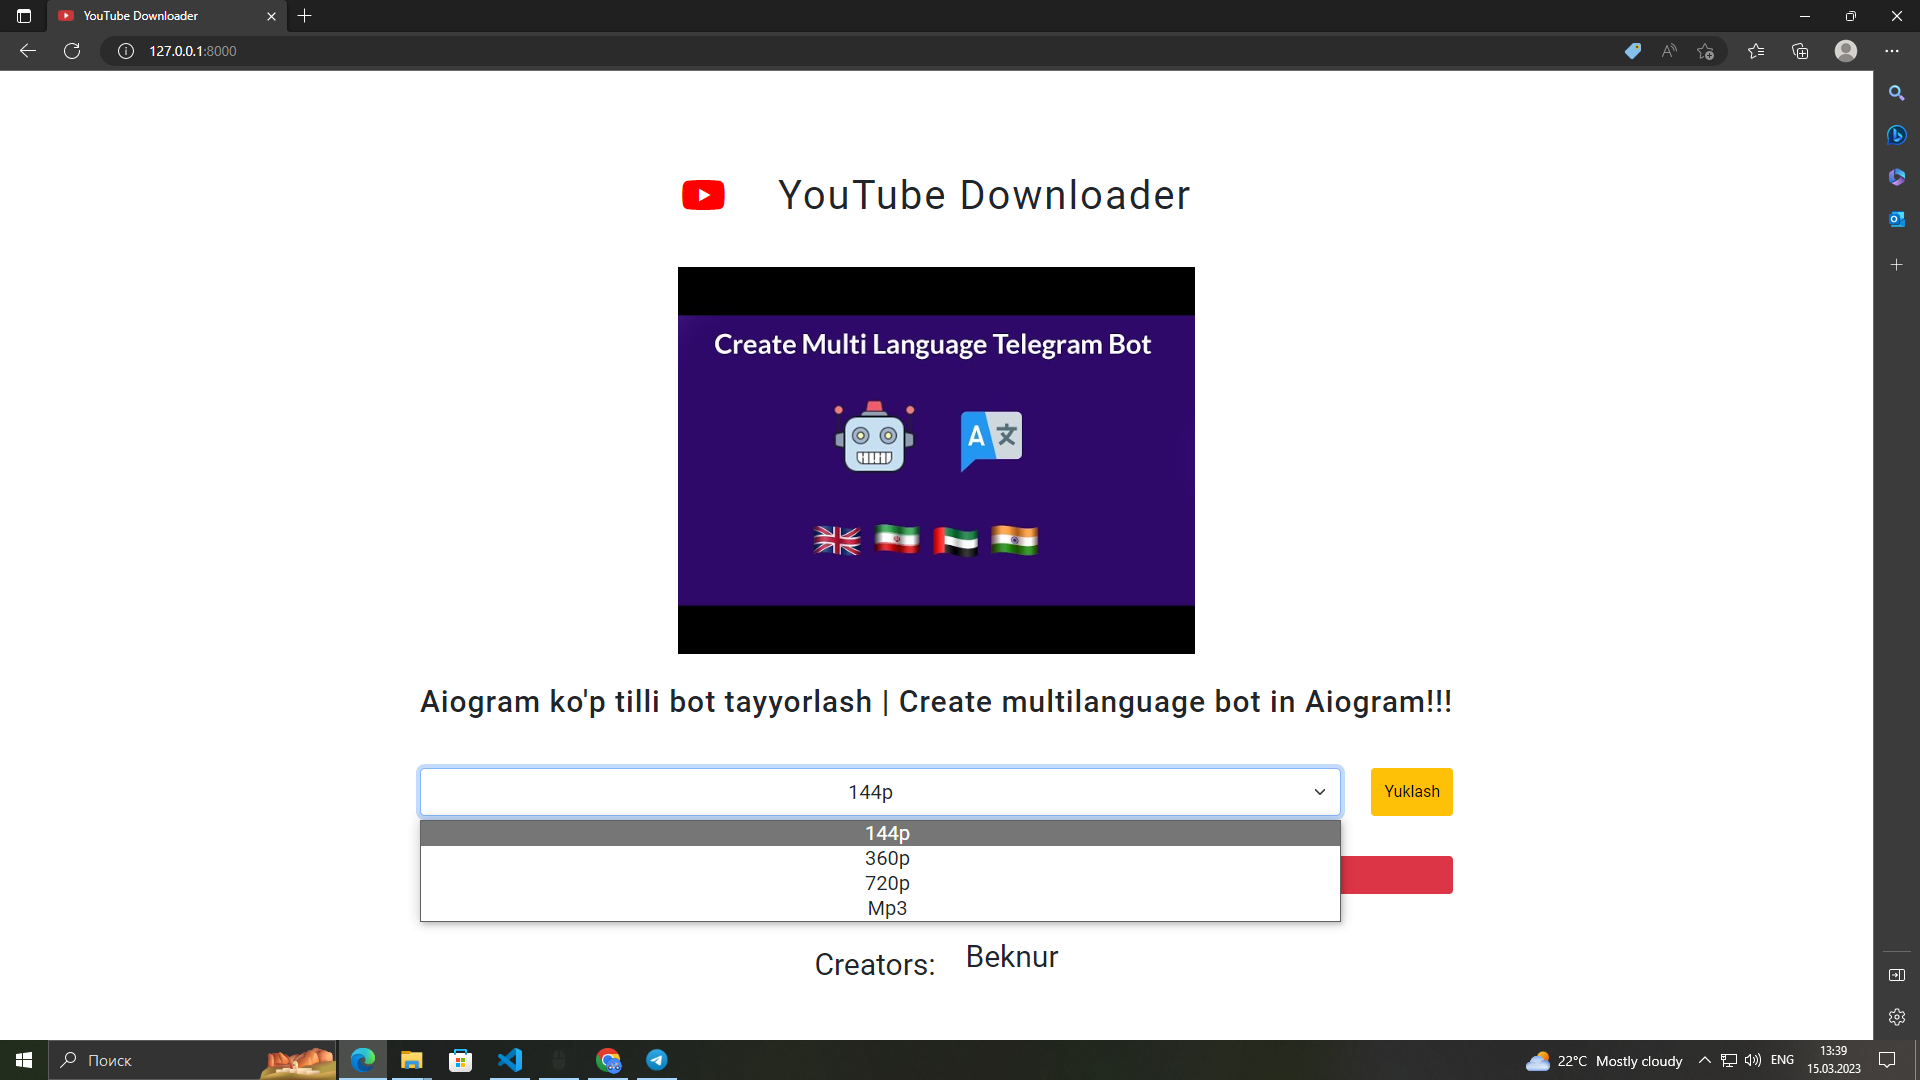 YouTube Downloader
127.0.0.1:8000
YouTube Downloader
Create Multi Language Telegram Bot
A 文
Aiogram ko'p tilli bot tayyorlash | Create multilanguage bot in Aiogram!!!
144p
Yuklash
144p
360p
720p
Mp3
Creators: Beknur
Поиск
22°C Mostly cloudy
ENG
13:39
15.03.2023